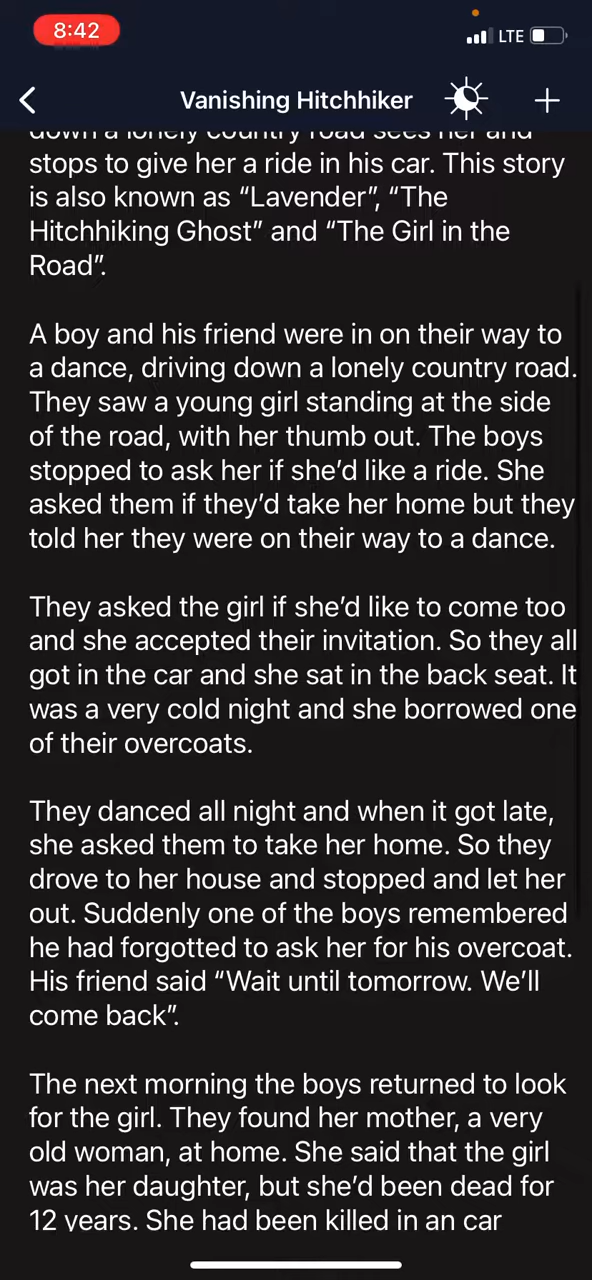 8:42
LTE
Vanishing Hitchhiker
down a lonely country road sees her and
stops to give her a ride in his car. This story
is also known as “Lavender”, “The
Hitchhiking Ghost” and “The Girl in the
Road”.
A boy and his friend were in on their way to
a dance, driving down a lonely country road.
They saw a young girl standing at the side
of the road, with her thumb out. The boys
stopped to ask her if she’d like a ride. She
asked them if they’d take her home but they
told her they were on their way to a dance.
They asked the girl if she’d like to come too
and she accepted their invitation. So they all
got in the car and she sat in the back seat. It
was a very cold night and she borrowed one
of their overcoats.
They danced all night and when it got late,
she asked them to take her home. So they
drove to her house and stopped and let her
out. Suddenly one of the boys remembered
he had forgotted to ask her for his overcoat.
His friend said “Wait until tomorrow. We’ll
come back”.
The next morning the boys returned to look
for the girl. They found her mother, a very
old woman, at home. She said that the girl
was her daughter, but she’d been dead for
12 years. She had been killed in an car